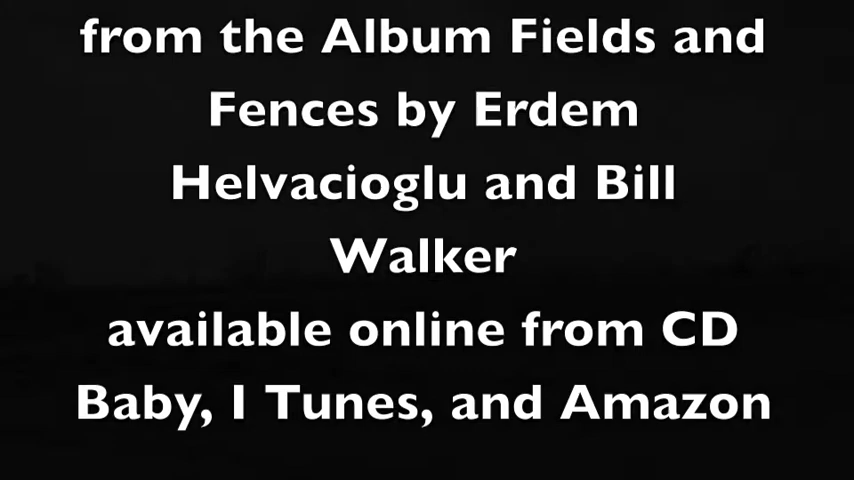 from the Album Fields and
Fences by Erdem
Helvacioglu and Bill
Walker
available online from CD
Baby, I Tunes, and Amazon